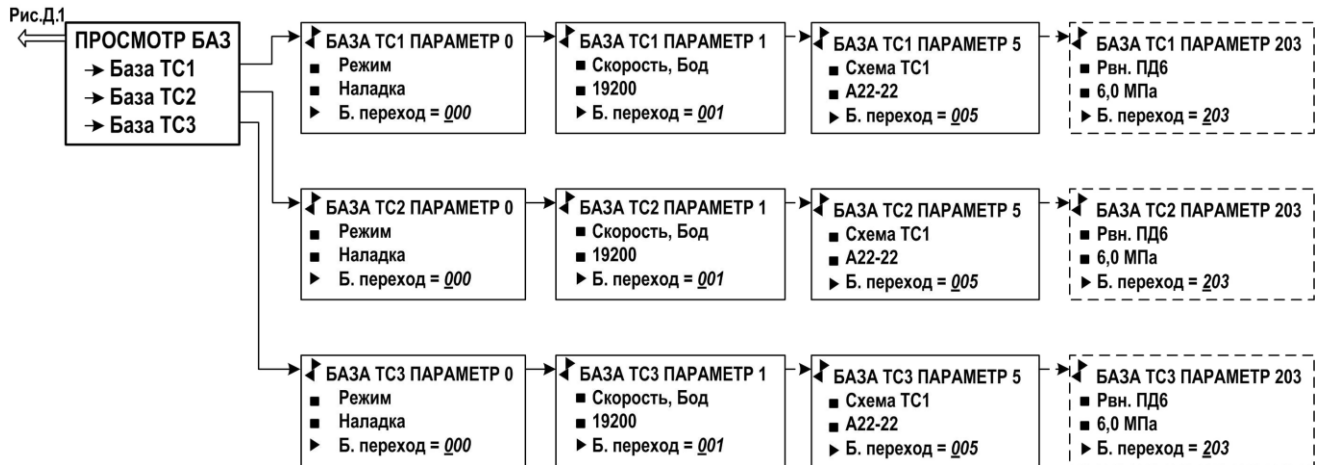 Рис.Д.1
ПРОСМОТР БАЗ
База ТС1
База ТС2
База ТС3
БАЗА ТС1 ПАРАМЕТР 0
Режим
Наладка
Б. переход = 000
БАЗА ТС1 ПАРАМЕТР 1
Скорость, Бод
19200
Б. переход = 001
БАЗА ТС1 ПАРАМЕТР 5
Схема ТС1
А22-22
Б. переход = 005
БАЗА ТС1 ПАРАМЕТР 203
Рвн. ПД6
6,0 МПа
Б. переход = 203
БАЗА ТС2 ПАРАМЕТР 0
Режим
Наладка
Б. переход = 000
БАЗА ТС2 ПАРАМЕТР 1
Скорость, Бод
19200
Б. переход = 001
БАЗА ТС2 ПАРАМЕТР 5
Схема ТС1
А22-22
Б. переход = 005
БАЗА ТС2 ПАРАМЕТР 203
Рвн. ПД6
6,0 МПа
Б. переход = 203
БАЗА ТС3 ПАРАМЕТР 0
Режим
Наладка
Б. переход = 000
БАЗА ТС3 ПАРАМЕТР 1
Скорость, Бод
19200
Б. переход = 001
БАЗА ТС3 ПАРАМЕТР 5
Схема ТС1
А22-22
Б. переход = 005
БАЗА ТС3 ПАРАМЕТР 203
Рвн. ПД6
6,0 МПа
Б. переход = 203